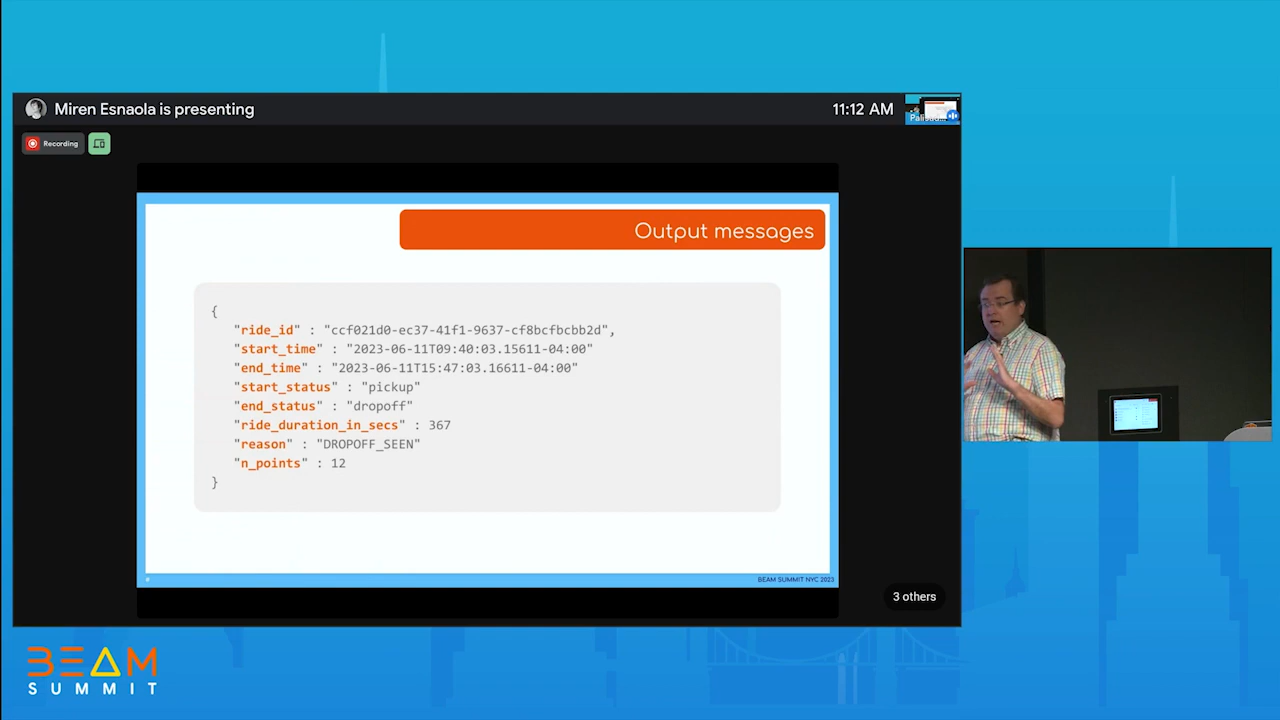 Miren Esnaola is presenting
11:12 AM
Recording
Output messages
{
"ride_id" : "ccf021d0-ec37-41f1-9637-cf8bcfbcbb2d",
"start_time" : "2023-06-11T09:40:03.15611-04:00"
"end_time" : "2023-06-11T15:47:03.16611-04:00"
"start_status" : "pickup"
"end_status" : "dropoff"
"ride_duration_in_secs" : 367
"reason" : "DROPOFF_SEEN"
"n_points" : 12
}
BEAM SUMMIT NYC 2023
3 others
BEAM
SUMMIT